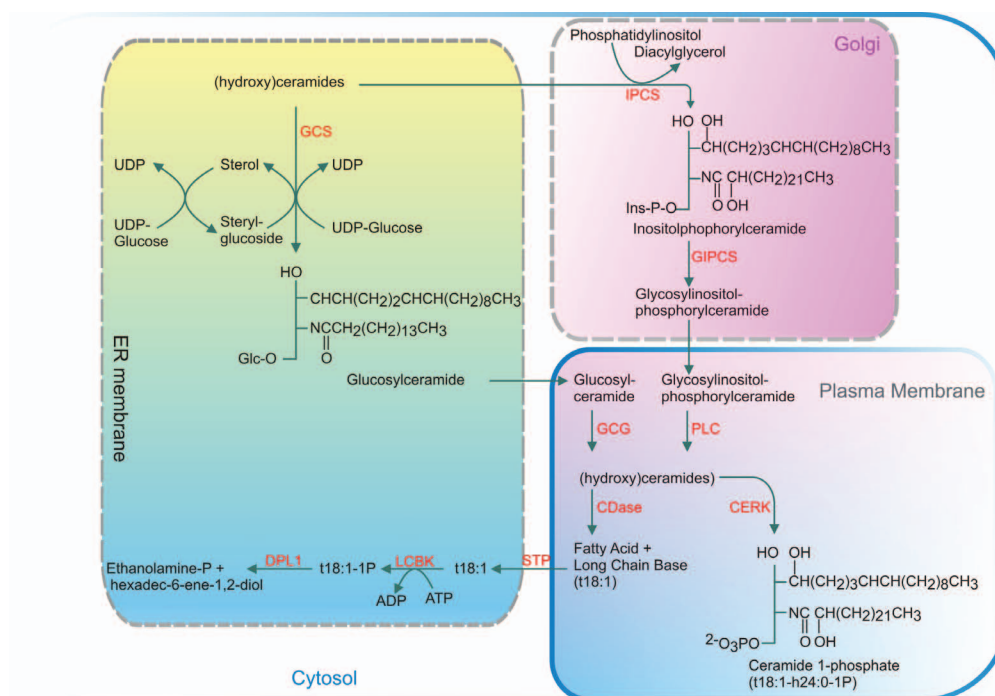 Phosphatidylinositol
Diacylglycerol
Golgi
(hydroxy)ceramides
IPCS
GCS
HO OH
CH(CH2)3CHCH(CH2)8CH3
UDP
Sterol
UDP
NC CH(CH2)21CH3
O OH
Ins-P-O
UDP-
Glucose
Steryl-
glucoside
UDP-Glucose
Inositolphophorylceramide
GIPCS
HO
Glycosylinositol-
phosphorylceramide
CHCH(CH2)2CHCH(CH2)8CH3
NCCH2(CH2)13CH3
O
Glc-O
ER membrane
Glucosylceramide
Glucosyl-
ceramide
Glycosylinositol-
phosphorylceramide
Plasma Membrane
GCG
PLC
(hydroxy)ceramides)
CDase
CERK
Fatty Acid +
Long Chain Base
(t18:1)
HO OH
CH(CH2)3CHCH(CH2)8CH3
Ethanolamine-P +
hexadec-6-ene-1,2-diol
DPL1
t18:1-1P
LCBK
t18:1
STP
ADP
ATP
NC CH(CH2)21CH3
O OH
2-O3PO
Ceramide 1-phosphate
(t18:1-h24:0-1P)
Cytosol